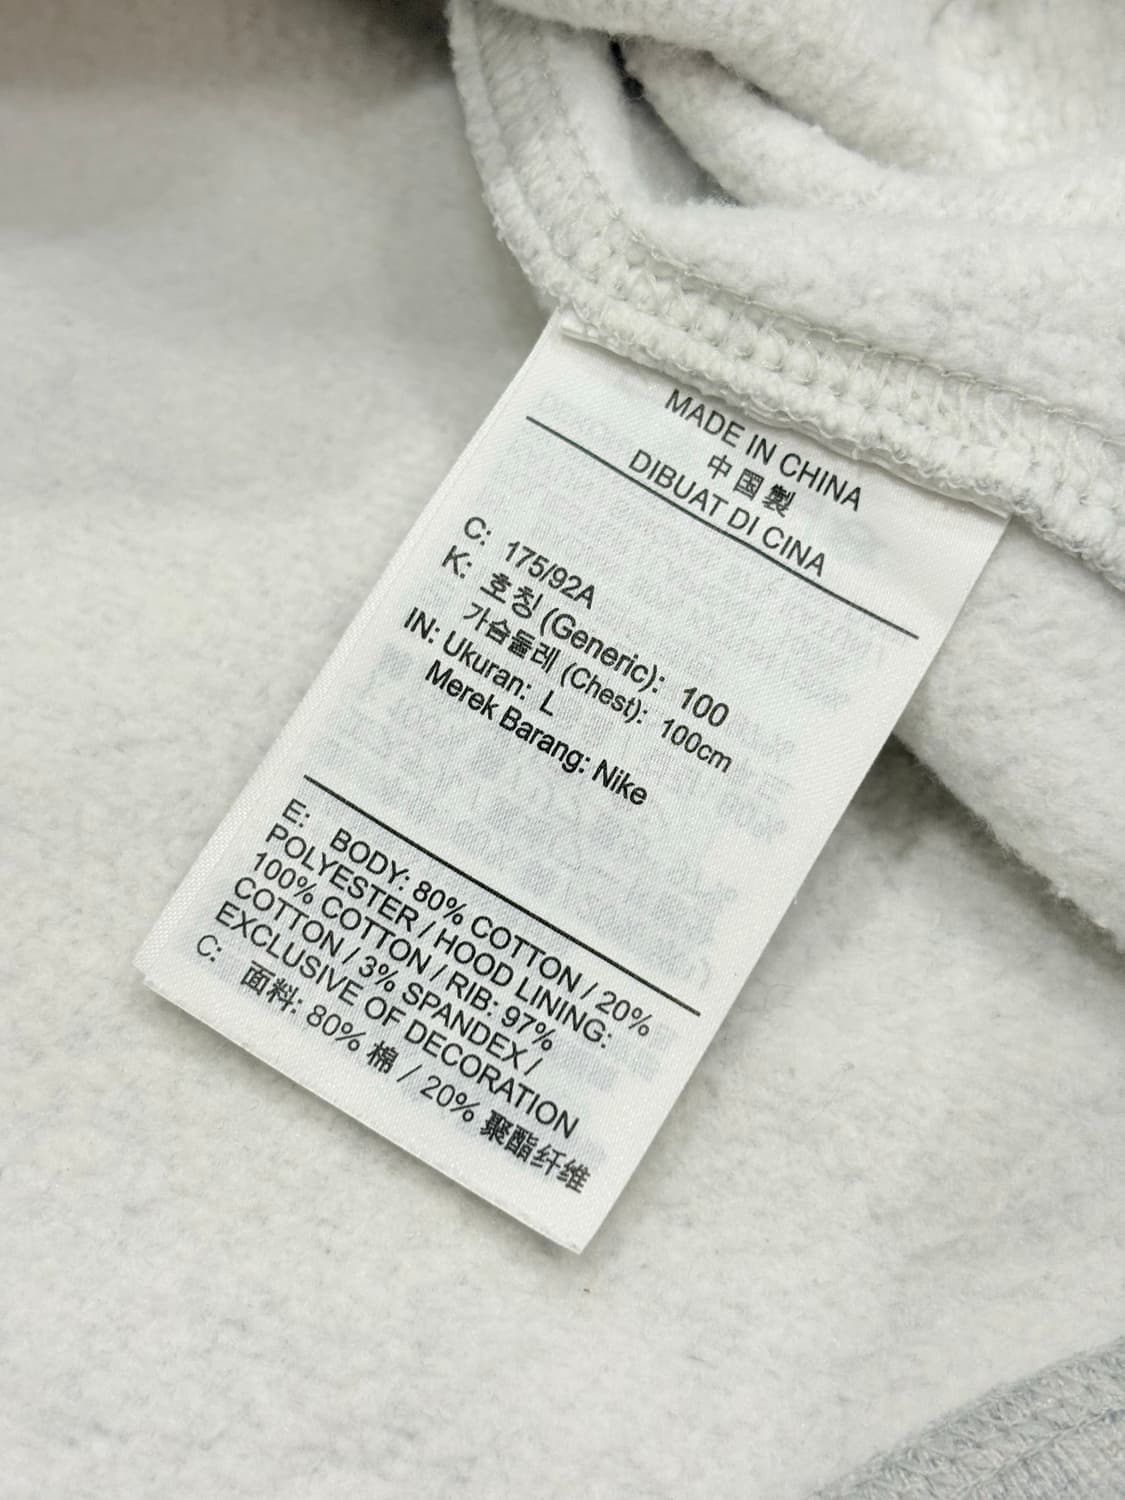 MADE IN CHINA
中国製
DIBUAT DI CINA
C: 175/92A
K: 호칭 (Generic): 100
가슴둘레 (Chest): 100cm
IN: Ukuran: L
Merek Barang: Nike
E: BODY: 80% COTTON / 20%
POLYESTER / HOOD LINING:
100% COTTON / RIB: 97%
COTTON / 3% SPANDEX /
EXCLUSIVE OF DECORATION
C: 面料: 80% 棉 / 20% 聚酯纤维